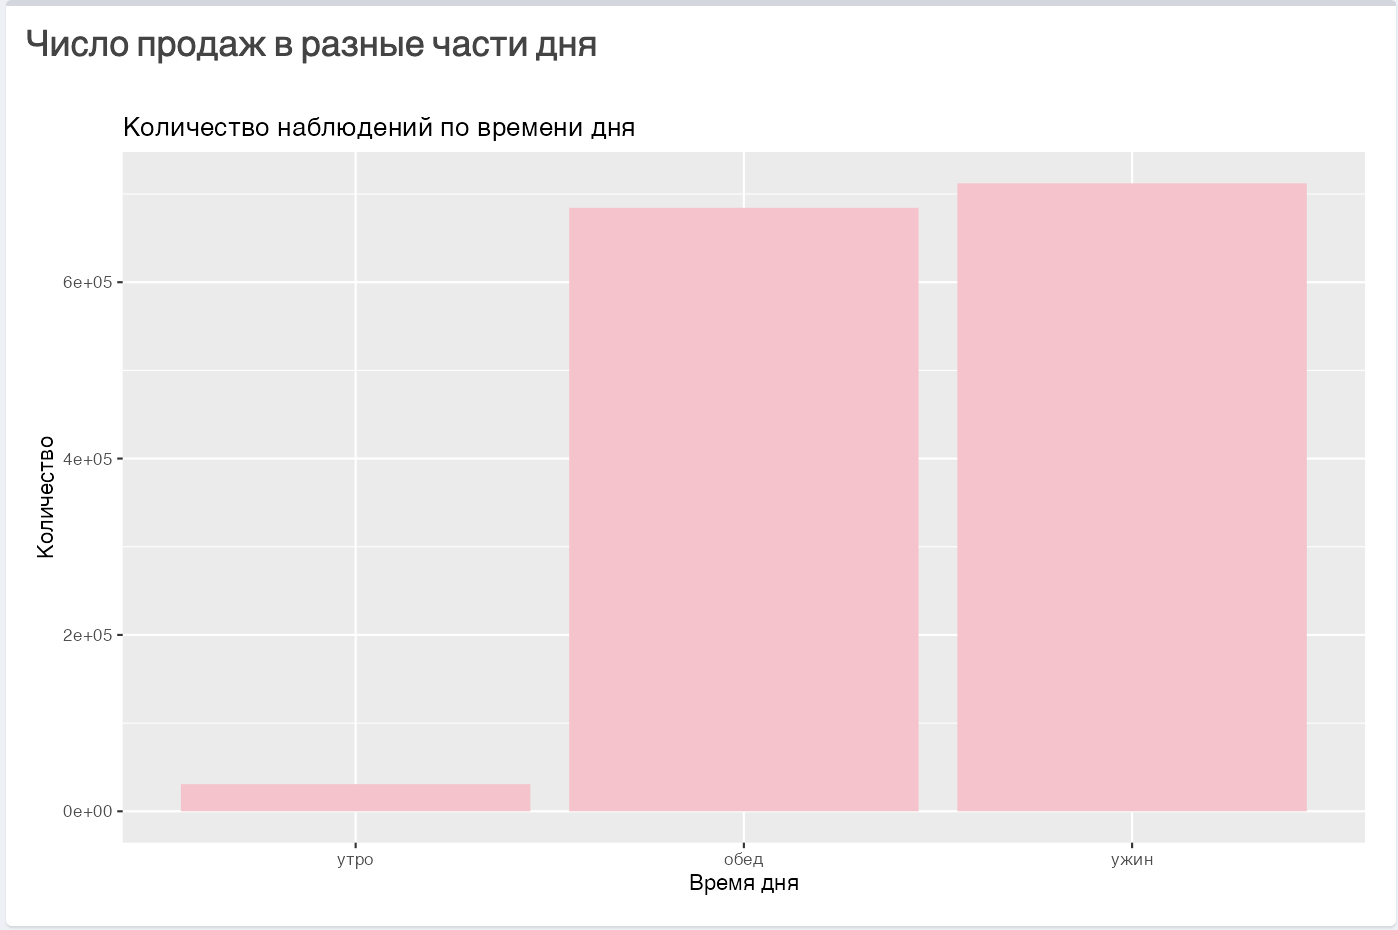 Число продаж в разные части дня
Количество наблюдений по времени дня
6e+05
4e+05
2e+05
0e+00
Количество
утро обед ужин
Время дня